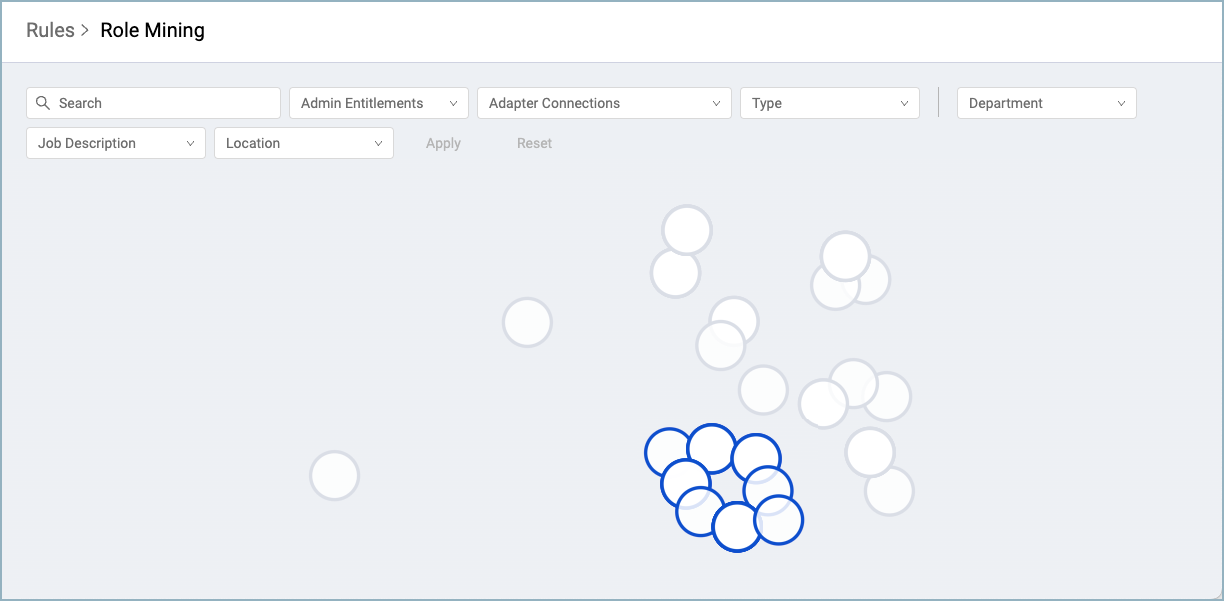 Rules > Role Mining
Search
Admin Entitlements
Adapter Connections
Type
Department
Job Description
Location
Apply
Reset